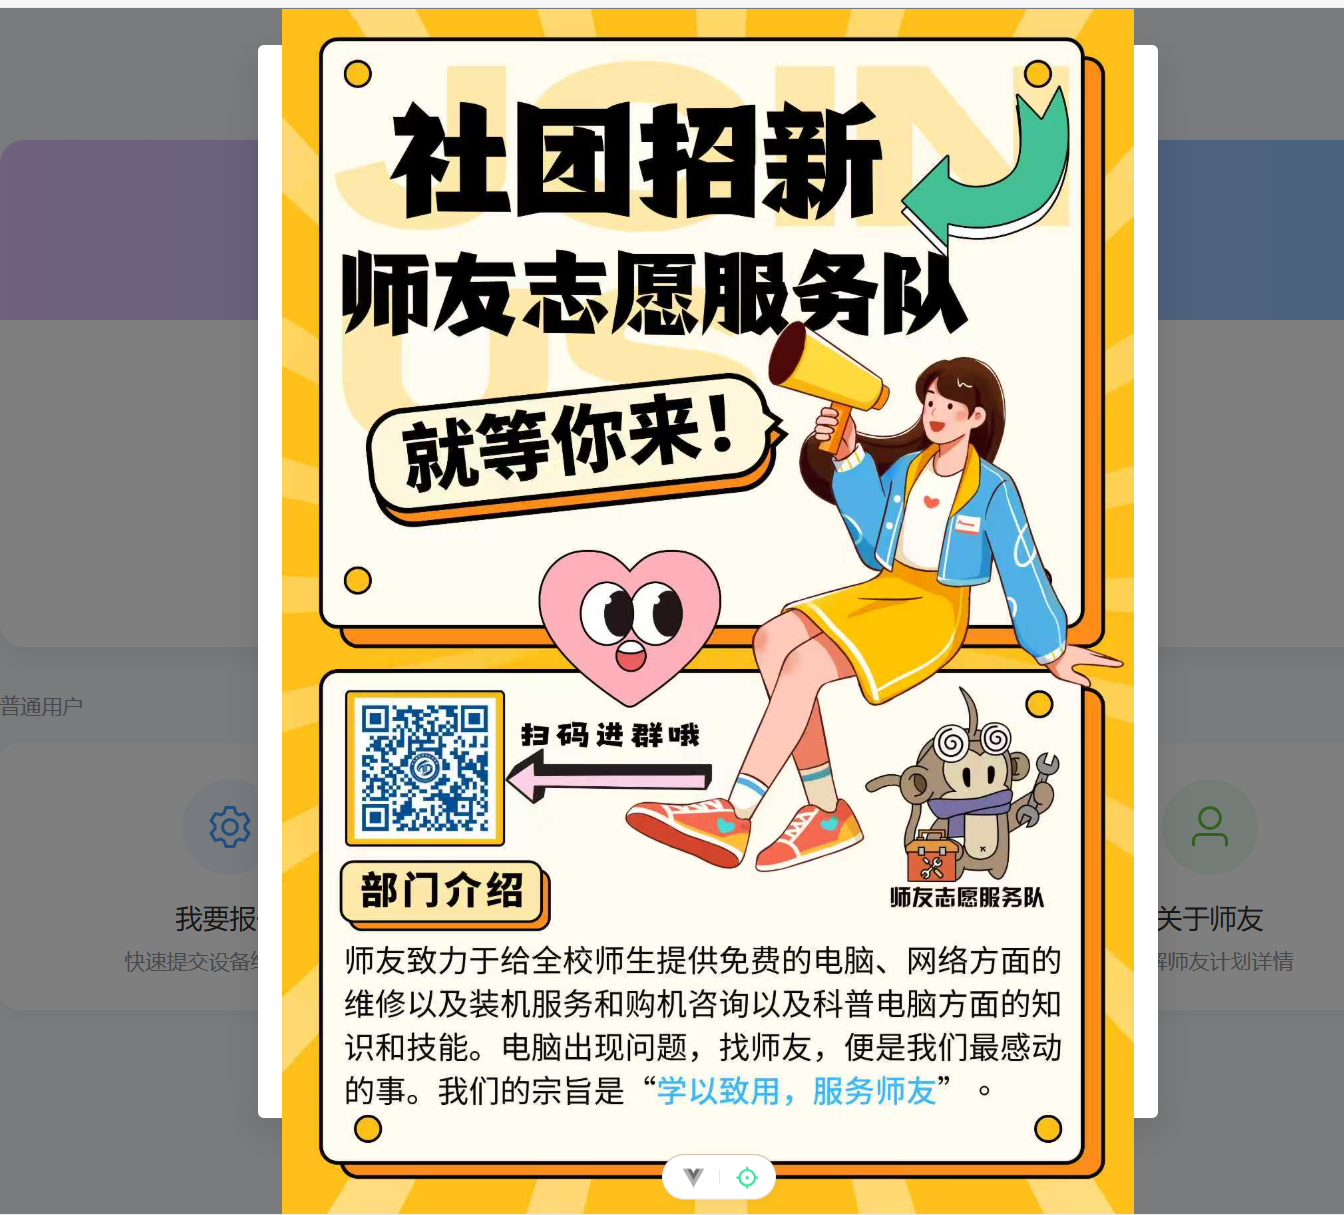 JOIN
US
社团招新
师友志愿服务队
就等你来!
扫码进群哦
师友志愿服务队
部门介绍
师友致力于给全校师生提供免费的电脑、网络方面的
维修以及装机服务和购机咨询以及科普电脑方面的知
识和技能。电脑出现问题，找师友，便是我们最感动
的事。我们的宗旨是“学以致用，服务师友”。
普通用户
我要报
快速提交设备
关于师友
解师友计划详情